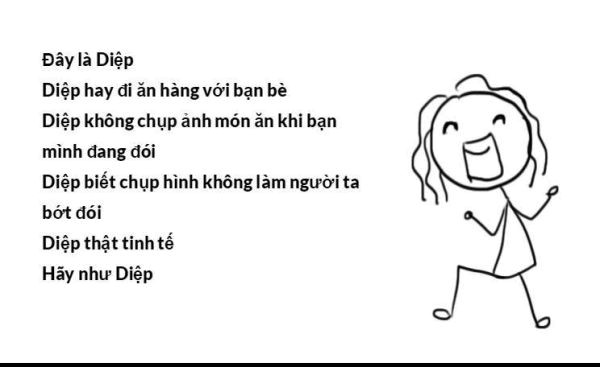 Đây là Diệp
Diệp hay đi ăn hàng với bạn bè
Diệp không chụp ảnh món ăn khi bạn
mình đang đói
Diệp biết chụp hình không làm người ta
bớt đói
Diệp thật tinh tế
Hãy như Diệp